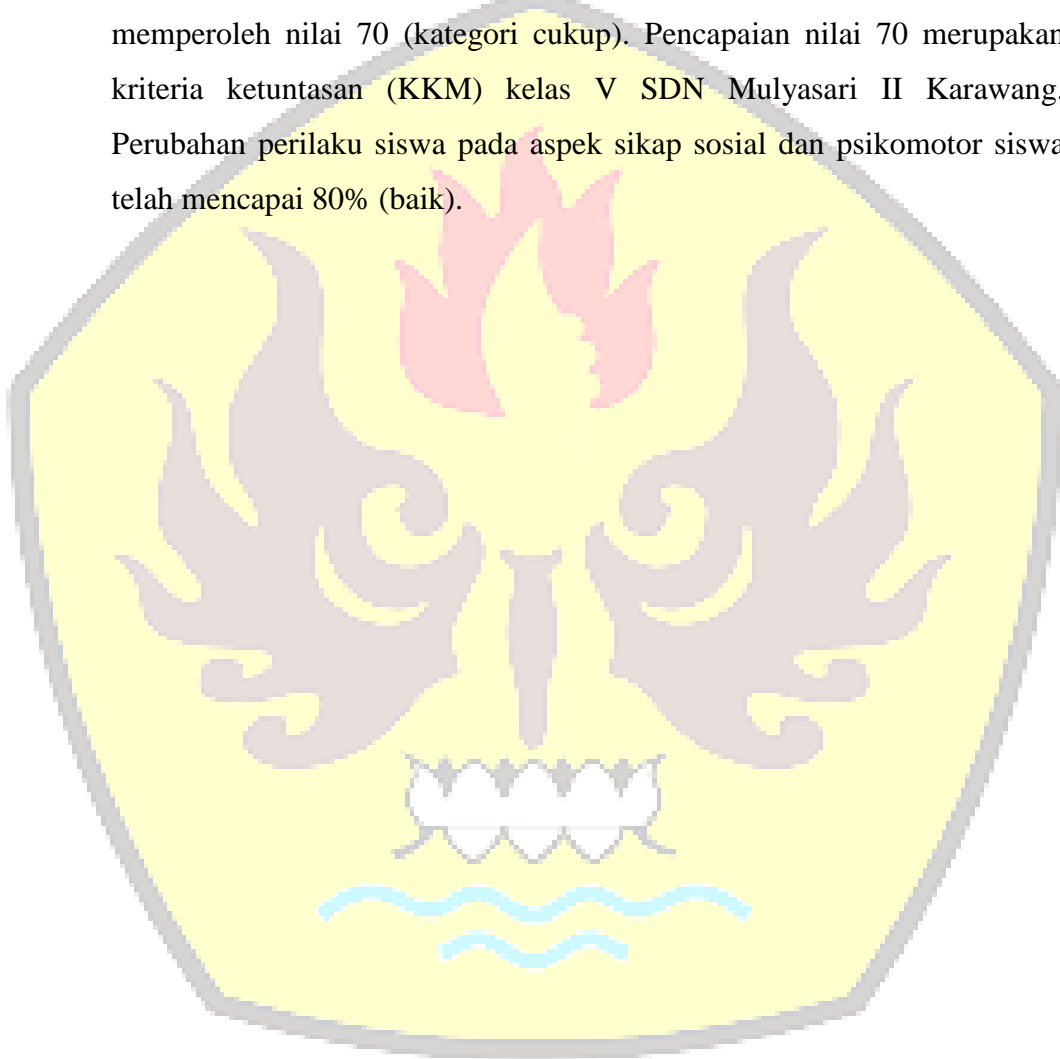 memperoleh nilai 70 (kategori cukup). Pencapaian nilai 70 merupakan
kriteria ketuntasan (KKM) kelas V SDN Mulyasari II Karawang.
Perubahan perilaku siswa pada aspek sikap sosial dan psikomotor siswa
telah mencapai 80% (baik).